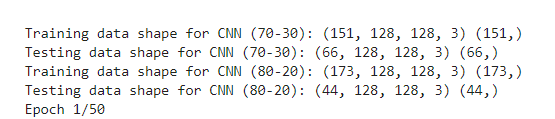 Training data shape for CNN (70-30): (151, 128, 128, 3) (151,)
Testing data shape for CNN (70-30): (66, 128, 128, 3) (66,)
Training data shape for CNN (80-20): (173, 128, 128, 3) (173,)
Testing data shape for CNN (80-20): (44, 128, 128, 3) (44,)
Epoch 1/50